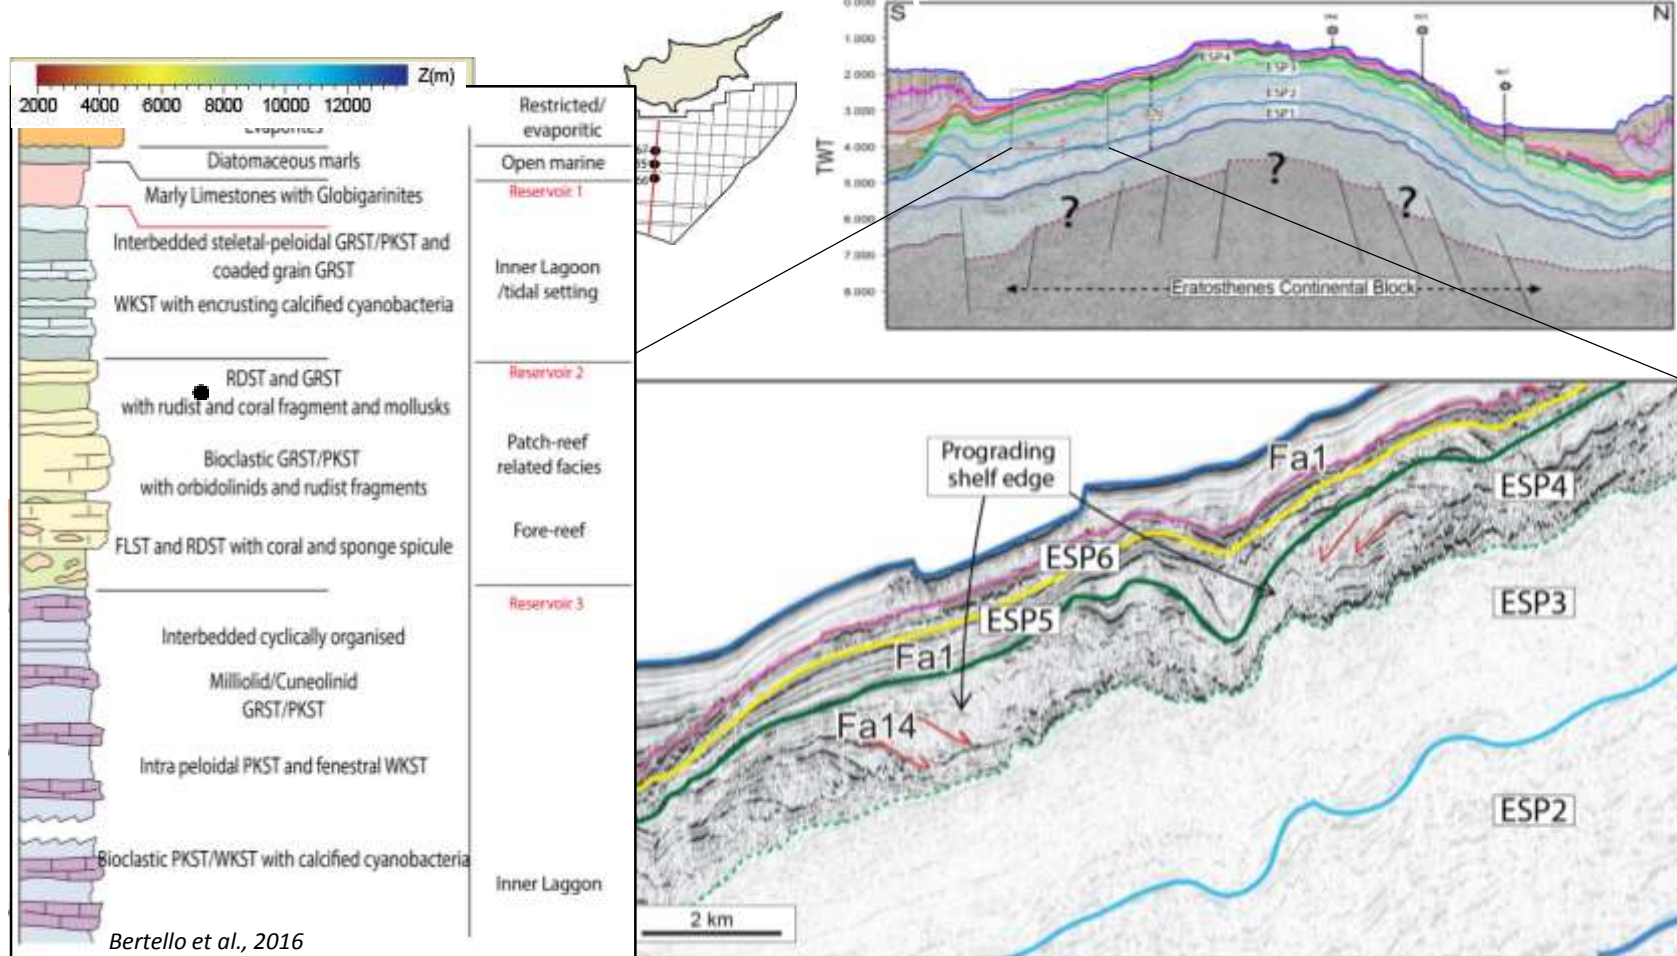 Z(m)
2000 4000 6000 8000 10000 12000
Evaporites
Restricted/
evaporitic
Diatomaceous marls
Open marine
Marly Limestones with Globigarinites
Reservoir 1
Interbedded steletal-peloidal GRST/PKST and
coaded grain GRST
Inner Lagoon
/tidal setting
WKST with encrusting calcified cyanobacteria
RDST and GRST
with rudist and coral fragment and mollusks
Reservoir 2
Bioclastic GRST/PKST
with orbidolinids and rudist fragments
Patch-reef
related facies
FLST and RDST with coral and sponge spicule
Fore-reef
Reservoir 3
Interbedded cyclically organised
Milliolid/Cuneolinid
GRST/PKST
Intra peloidal PKST and fenestral WKST
Bioclastic PKST/WKST with calcified cyanobacteria
Inner Laggon
Bertello et al., 2016
S
N
TWT
0.000
1.000
2.000
3.000
4.000
5.000
6.000
7.000
8.000
ESP4
ESP3
ESP2
ESP1
?
?
?
Eratosthenes Continental Block
Prograding
shelf edge
Fa1
ESP4
ESP6
ESP3
ESP5
Fa1
Fa14
ESP2
2 km